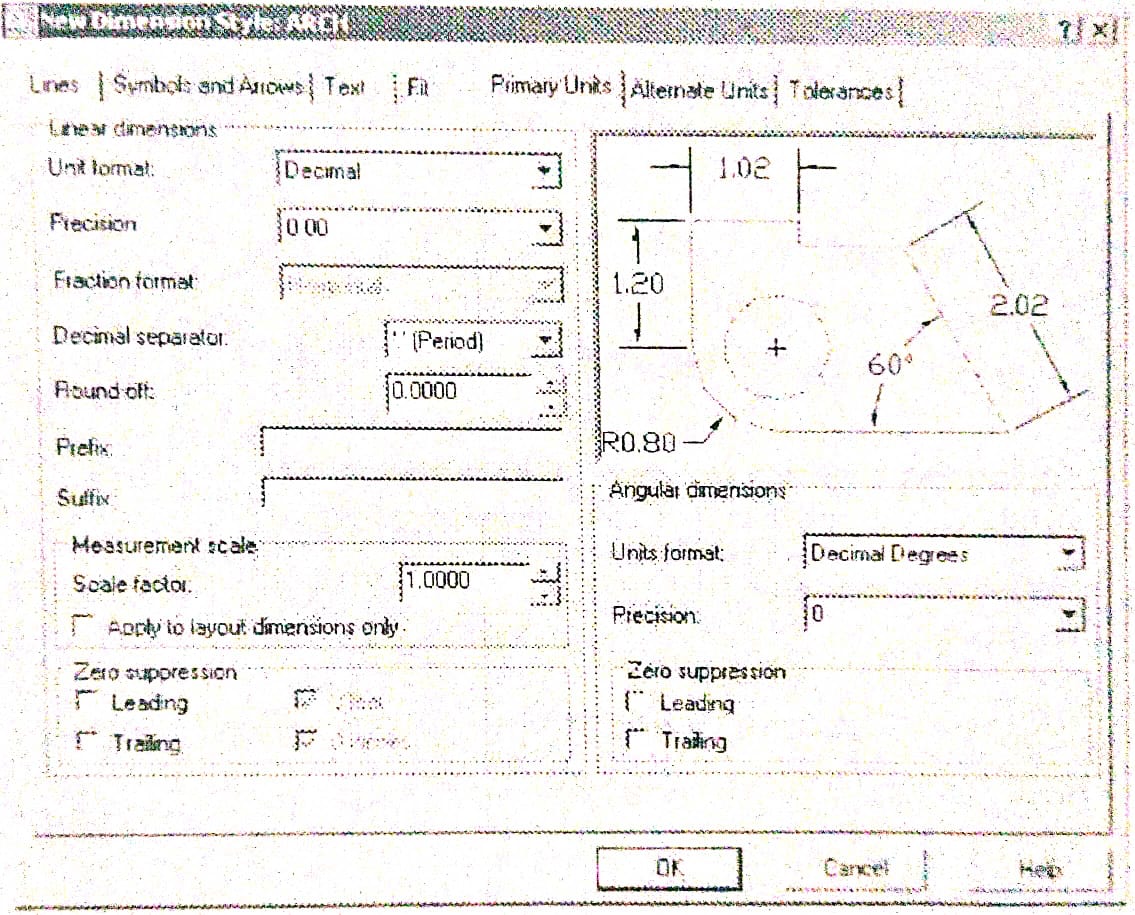 New Dimension Style: ARCH
Lines Symbols and Arrows Text Fit Primary Units Alternate Units Tolerances
Linear dimensions
Unit format: Decimal
Precision 0.00
Fraction format:
Decimal separator: '.' (Period)
Round off: 0.0000
Prefix:
Suffix:
Measurement scale
Scale factor: 1.0000
Apply to layout dimensions only
Zero suppression
Leading
Trailing
1.02
1.20
2.02
60°
R0.80
Angular dimensions
Units format: Decimal Degrees
Precision: 0
Zero suppression
Leading
Trailing
OK Cancel Help